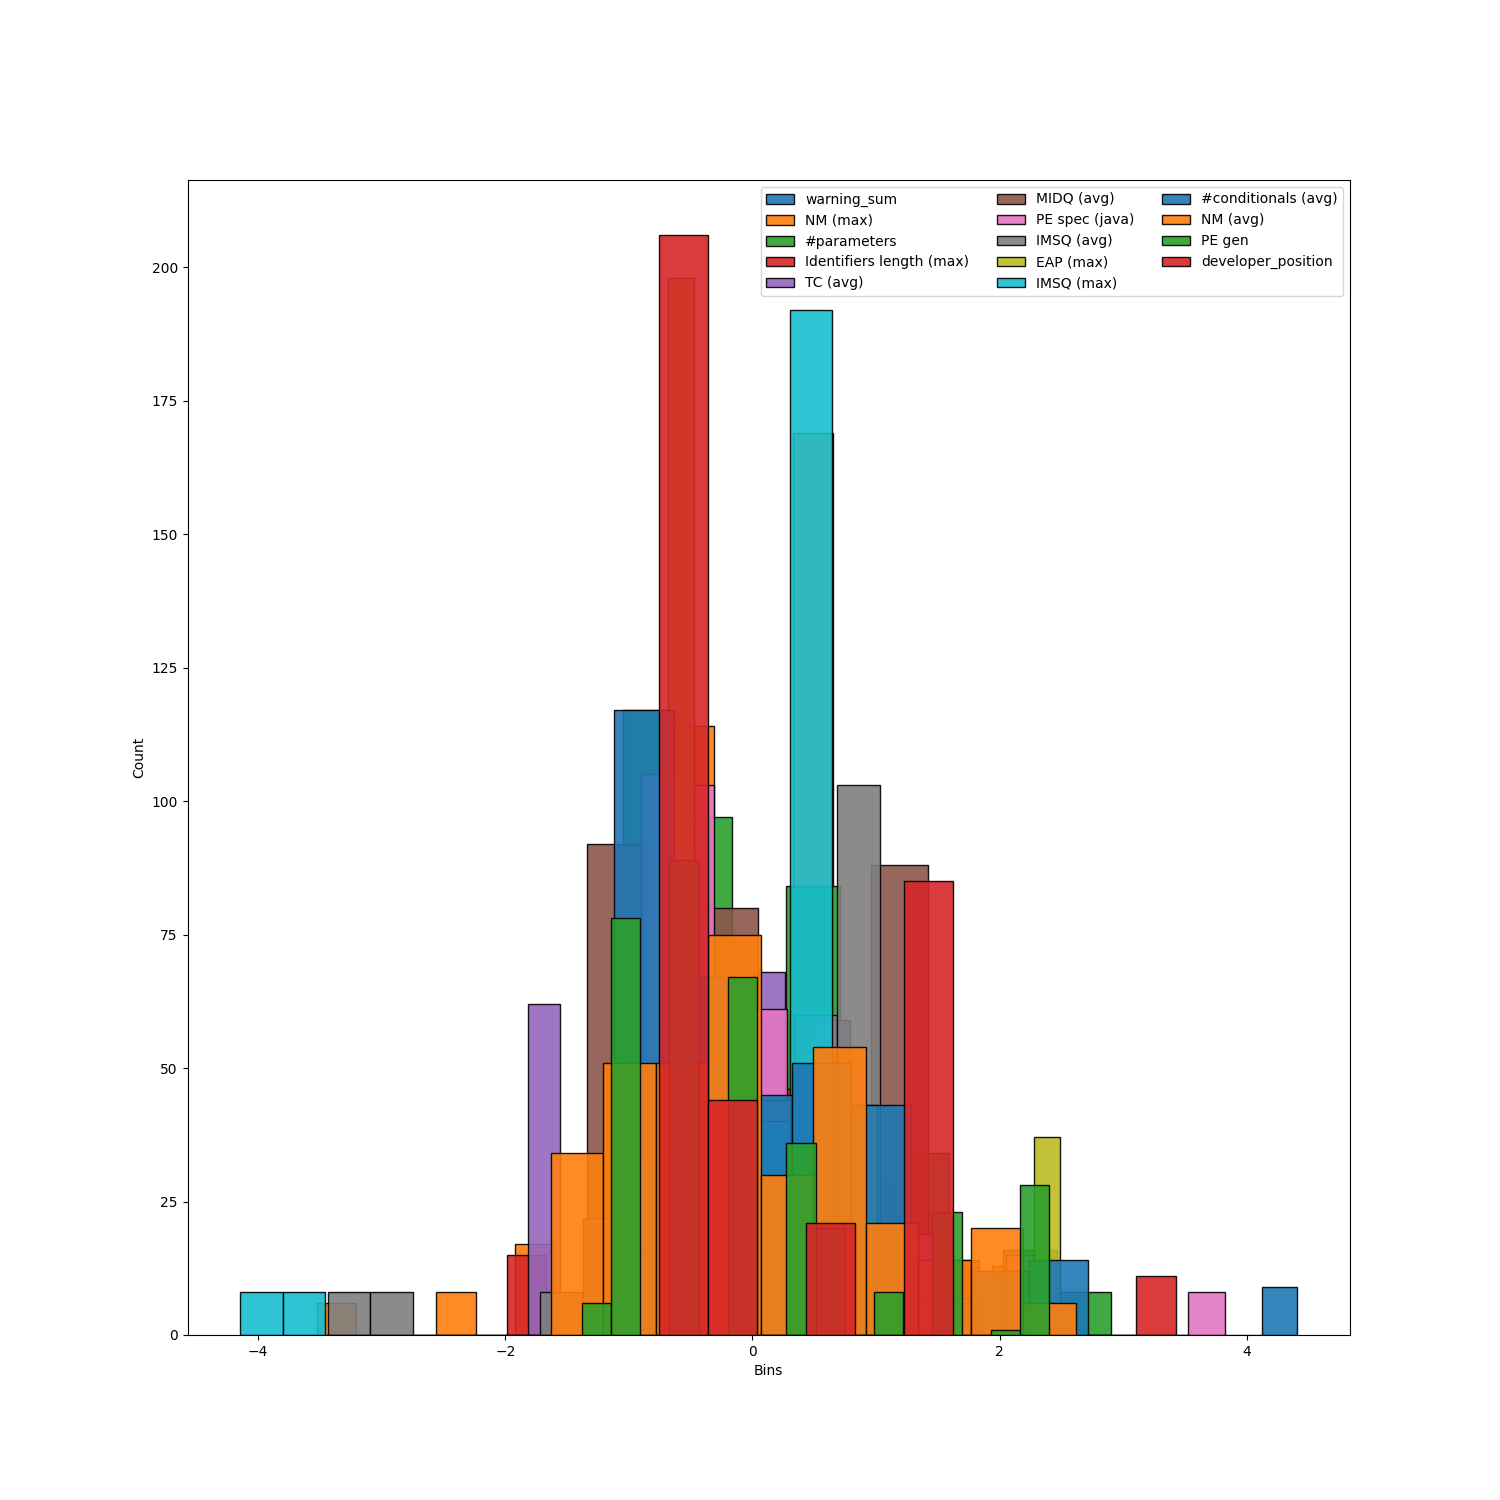 warning_sum
NM (max)
#parameters
Identifiers length (max)
TC (avg)
MIDQ (avg)
PE spec (java)
IMSQ (avg)
EAP (max)
IMSQ (max)
#conditionals (avg)
NM (avg)
PE gen
developer_position
200
175
150
125
100
75
50
25
0
Count
−4
−2
0
2
4
Bins